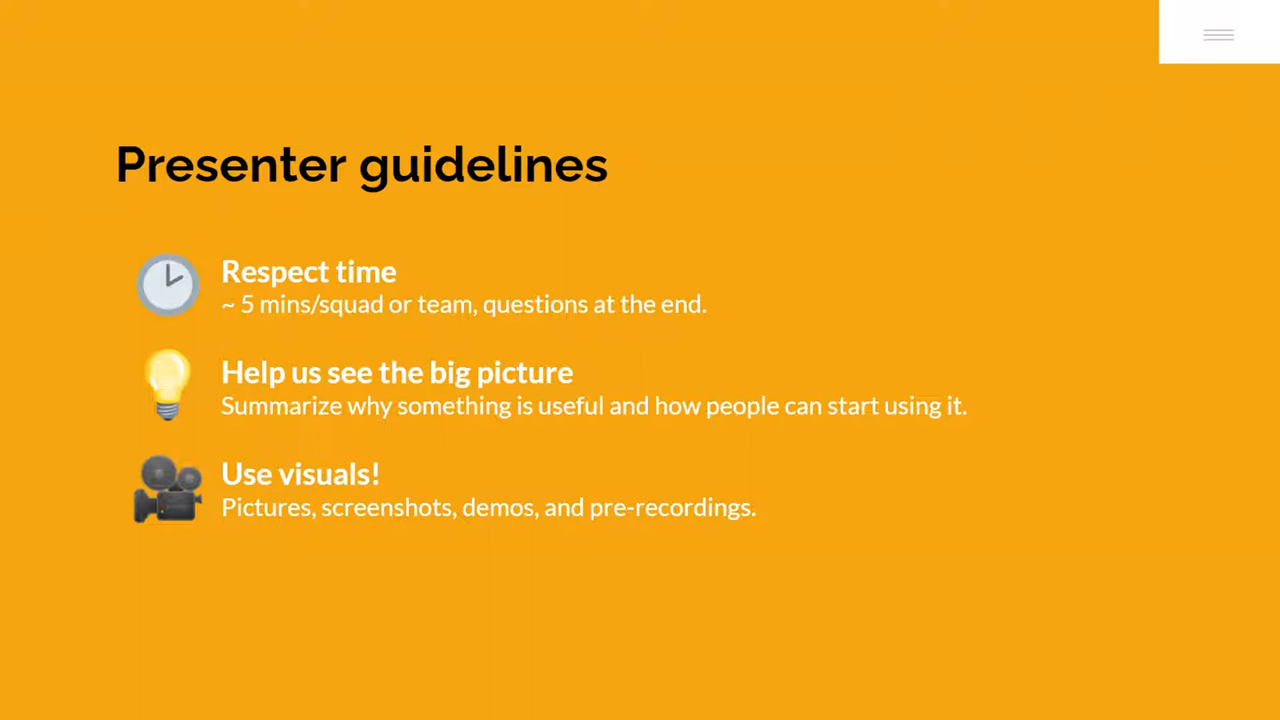 Presenter guidelines
Respect time
~ 5 mins/squad or team, questions at the end.
Help us see the big picture
Summarize why something is useful and how people can start using it.
Use visuals!
Pictures, screenshots, demos, and pre-recordings.